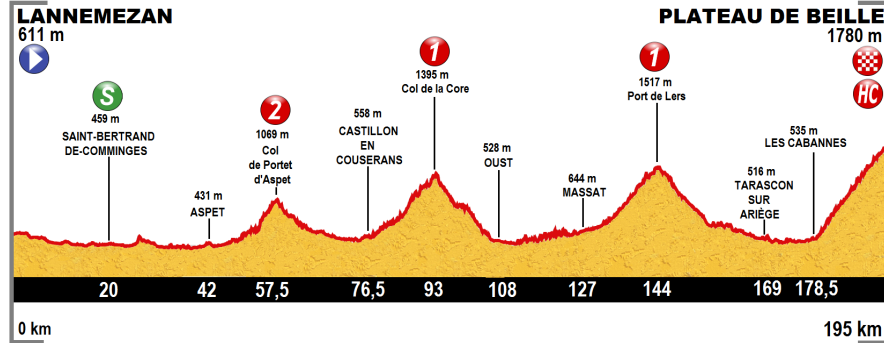 LANNEMEZAN
611 m
S
459 m
SAINT-BERTRAND
DE-COMMINGES
431 m
ASPET
2
1069 m
Col
de Portet
d'Aspet
558 m
CASTILLON
EN
COUSERANS
1
1395 m
Col de la Core
528 m
OUST
644 m
MASSAT
1
1517 m
Port de Lers
516 m
TARASCON
SUR
ARIÈGE
535 m
LES CABANNES
PLATEAU DE BEILLE
1780 m
HC
20 42 57,5 76,5 93 108 127 144 169 178,5
0 km
195 km